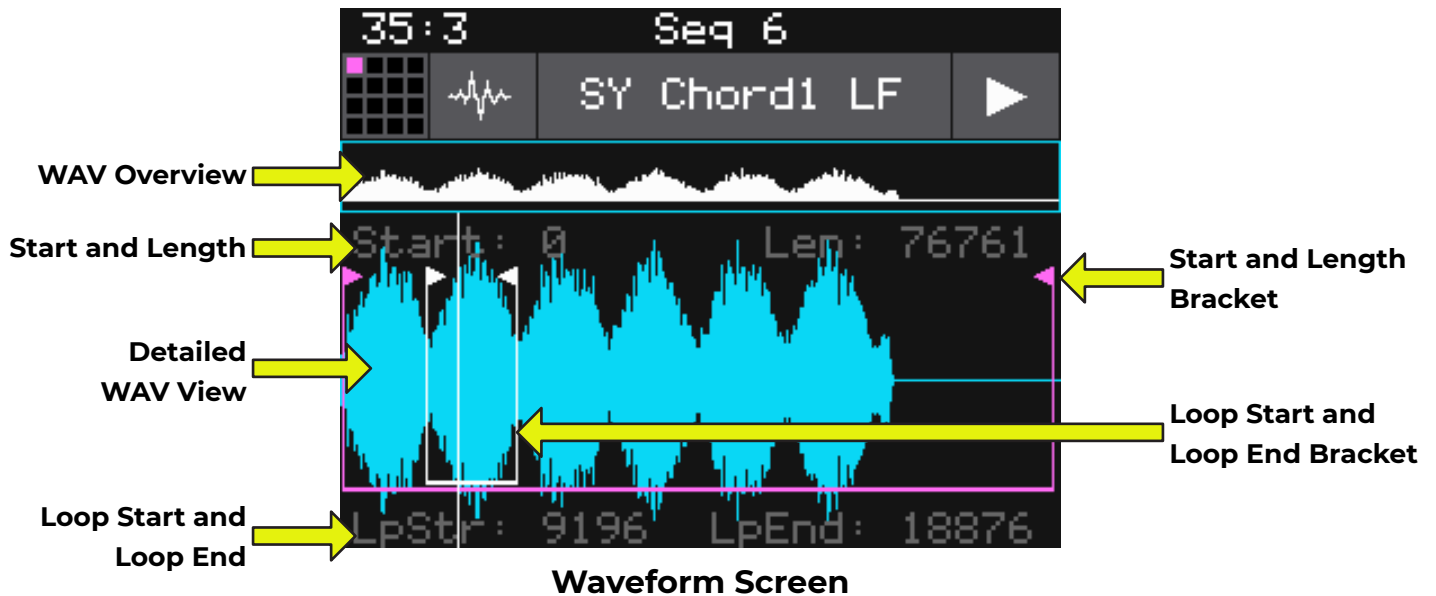 35:3 Seq 6
SY Chord1 LF
WAV Overview
Start and Length
Start: 0 Len: 76761
Start and Length
Bracket
Detailed
WAV View
Loop Start and
Loop End Bracket
Loop Start and
Loop End
LpStr: 9196 LpEnd: 18876
Waveform Screen